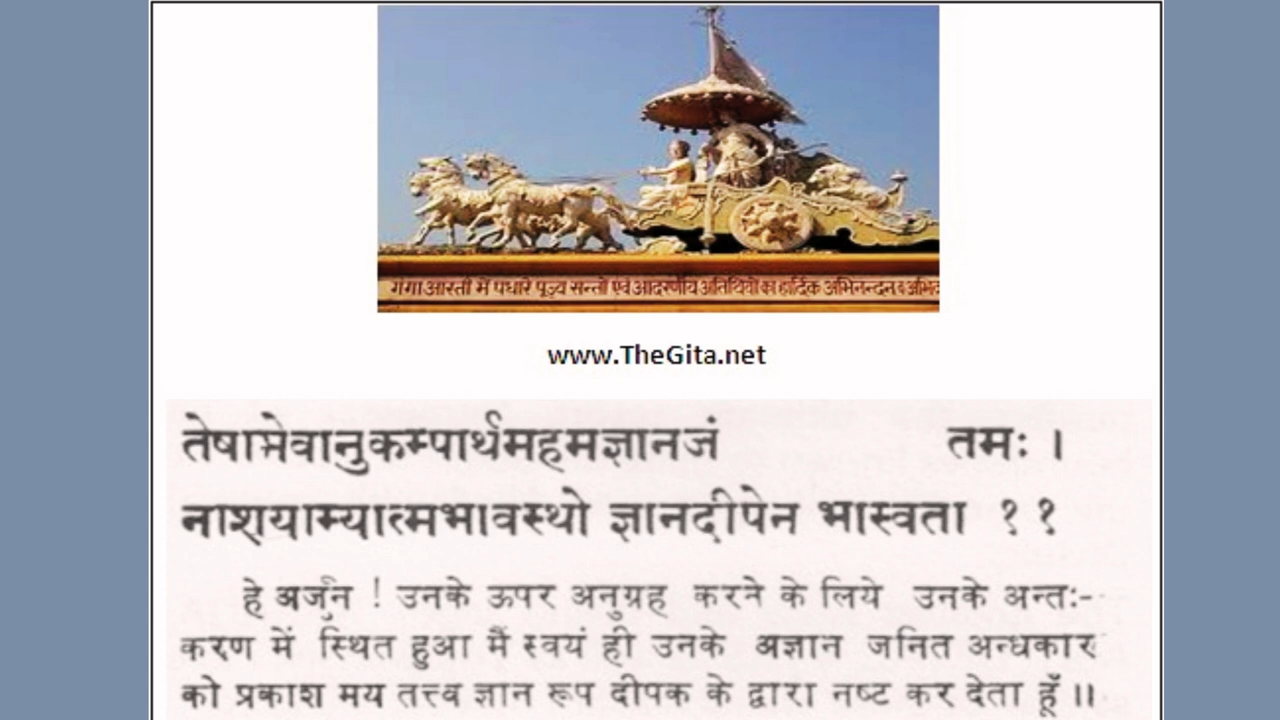 गंगा आरती में पधारे पूज्य सन्तो एवं आदरणीय अतिथियों का हार्दिक अभिनन्दन व
www.TheGita.net
तेषामेवानुकम्पार्थमहमज्ञानजं तमः ।
नाशयाम्यात्मभावस्थो ज्ञानदीपेन भास्वता ११
हे अर्जुन ! उनके ऊपर अनुग्रह करने के लिये उनके अन्तः-
करण में स्थित हुआ मैं स्वयं ही उनके अज्ञान जनित अन्धकार
को प्रकाश मय तत्त्व ज्ञान रूप दीपक के द्वारा नष्ट कर देता हूँ ।।